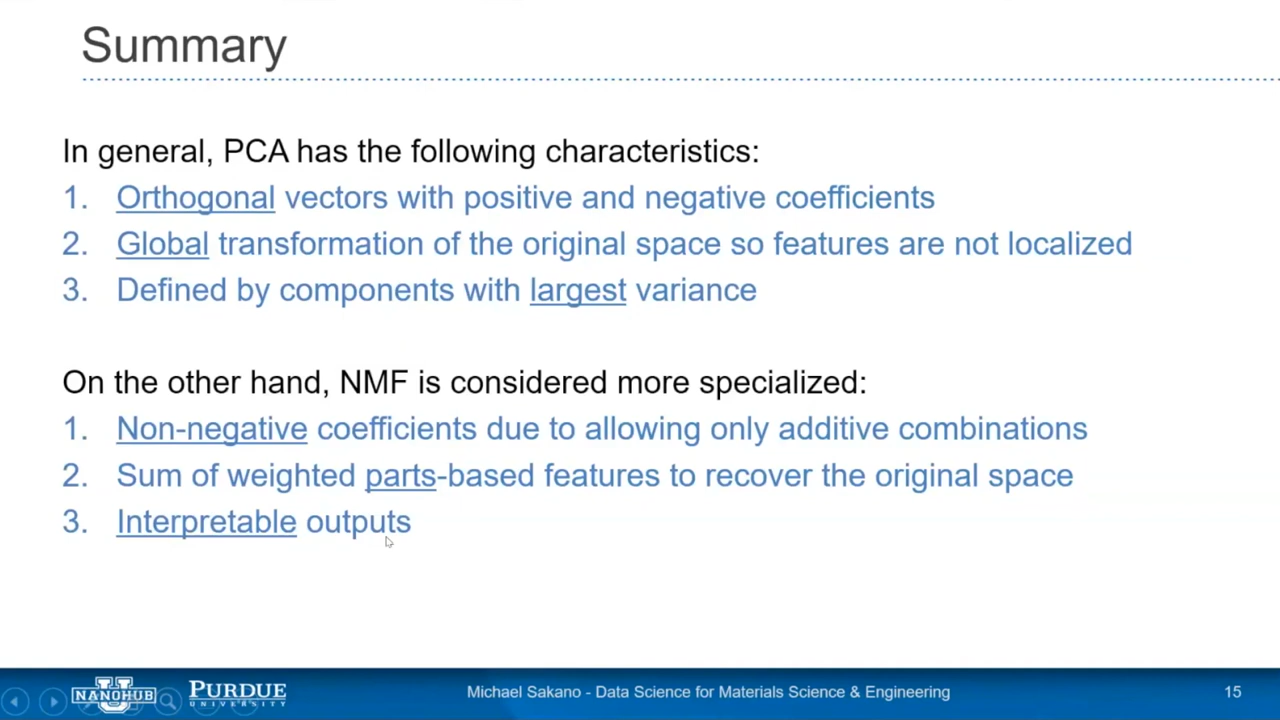 Summary
In general, PCA has the following characteristics:
1. Orthogonal vectors with positive and negative coefficients
2. Global transformation of the original space so features are not localized
3. Defined by components with largest variance
On the other hand, NMF is considered more specialized:
1. Non-negative coefficients due to allowing only additive combinations
2. Sum of weighted parts-based features to recover the original space
3. Interpretable outputs
NANOHUB
PURDUE
UNIVERSITY
Michael Sakano - Data Science for Materials Science & Engineering
15